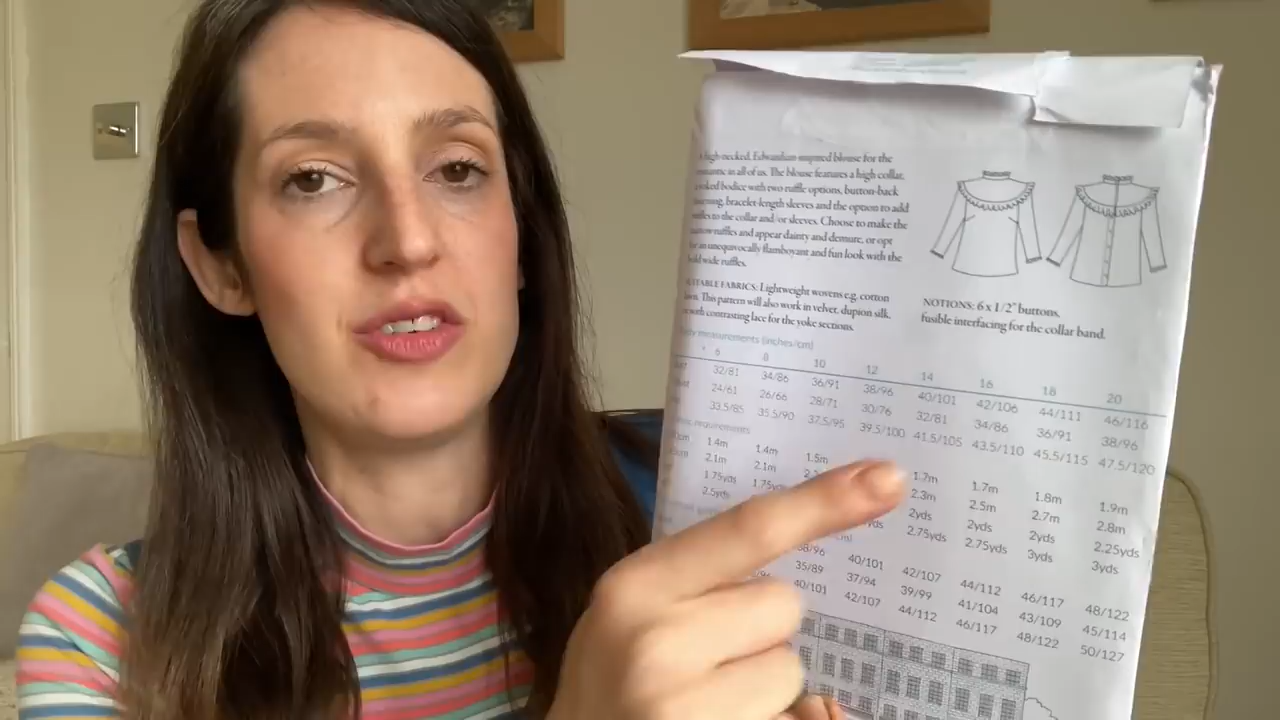 high-necked, Edwardian-inspired blouse for the
romantic in all of us. The blouse features a high collar,
yoked bodice with two ruffle options, button-back
fastening, bracelet-length sleeves and the option to add
ruffles to the collar and/or sleeves. Choose to make the
narrow ruffles and appear dainty and demure, or opt
for an unequivocally flamboyant and fun look with the
bold wide ruffles.
SUITABLE FABRICS: Lightweight wovens e.g. cotton
lawn. This pattern will also work in velvet, dupion silk,
or with contrasting lace for the yoke sections.
NOTIONS: 6 x 1/2" buttons,
fusible interfacing for the collar band.
body measurements (inches/cm)
6 8 10 12 14 16 18 20
32/81 34/86 36/91 38/96 40/101 42/106 44/111 46/116
24/61 26/66 28/71 30/76 32/81 34/86 36/91 38/96
33.5/85 35.5/90 37.5/95 39.5/100 41.5/105 43.5/110 45.5/115 47.5/120
requirements
1.4m 1.4m 1.5m 1.7m 1.7m 1.8m 1.9m
2.1m 2.1m 2.3m 2.5m 2.7m 2.8m
1.75yds 1.75yds 2yds 2yds 2yds 2.25yds
2.5yds 2.75yds 2.75yds 3yds 3yds
38/96 40/101 42/107 44/112 46/117 48/122
35/89 37/94 39/99 41/104 43/109 45/114
40/101 42/107 44/112 46/117 48/122 50/127